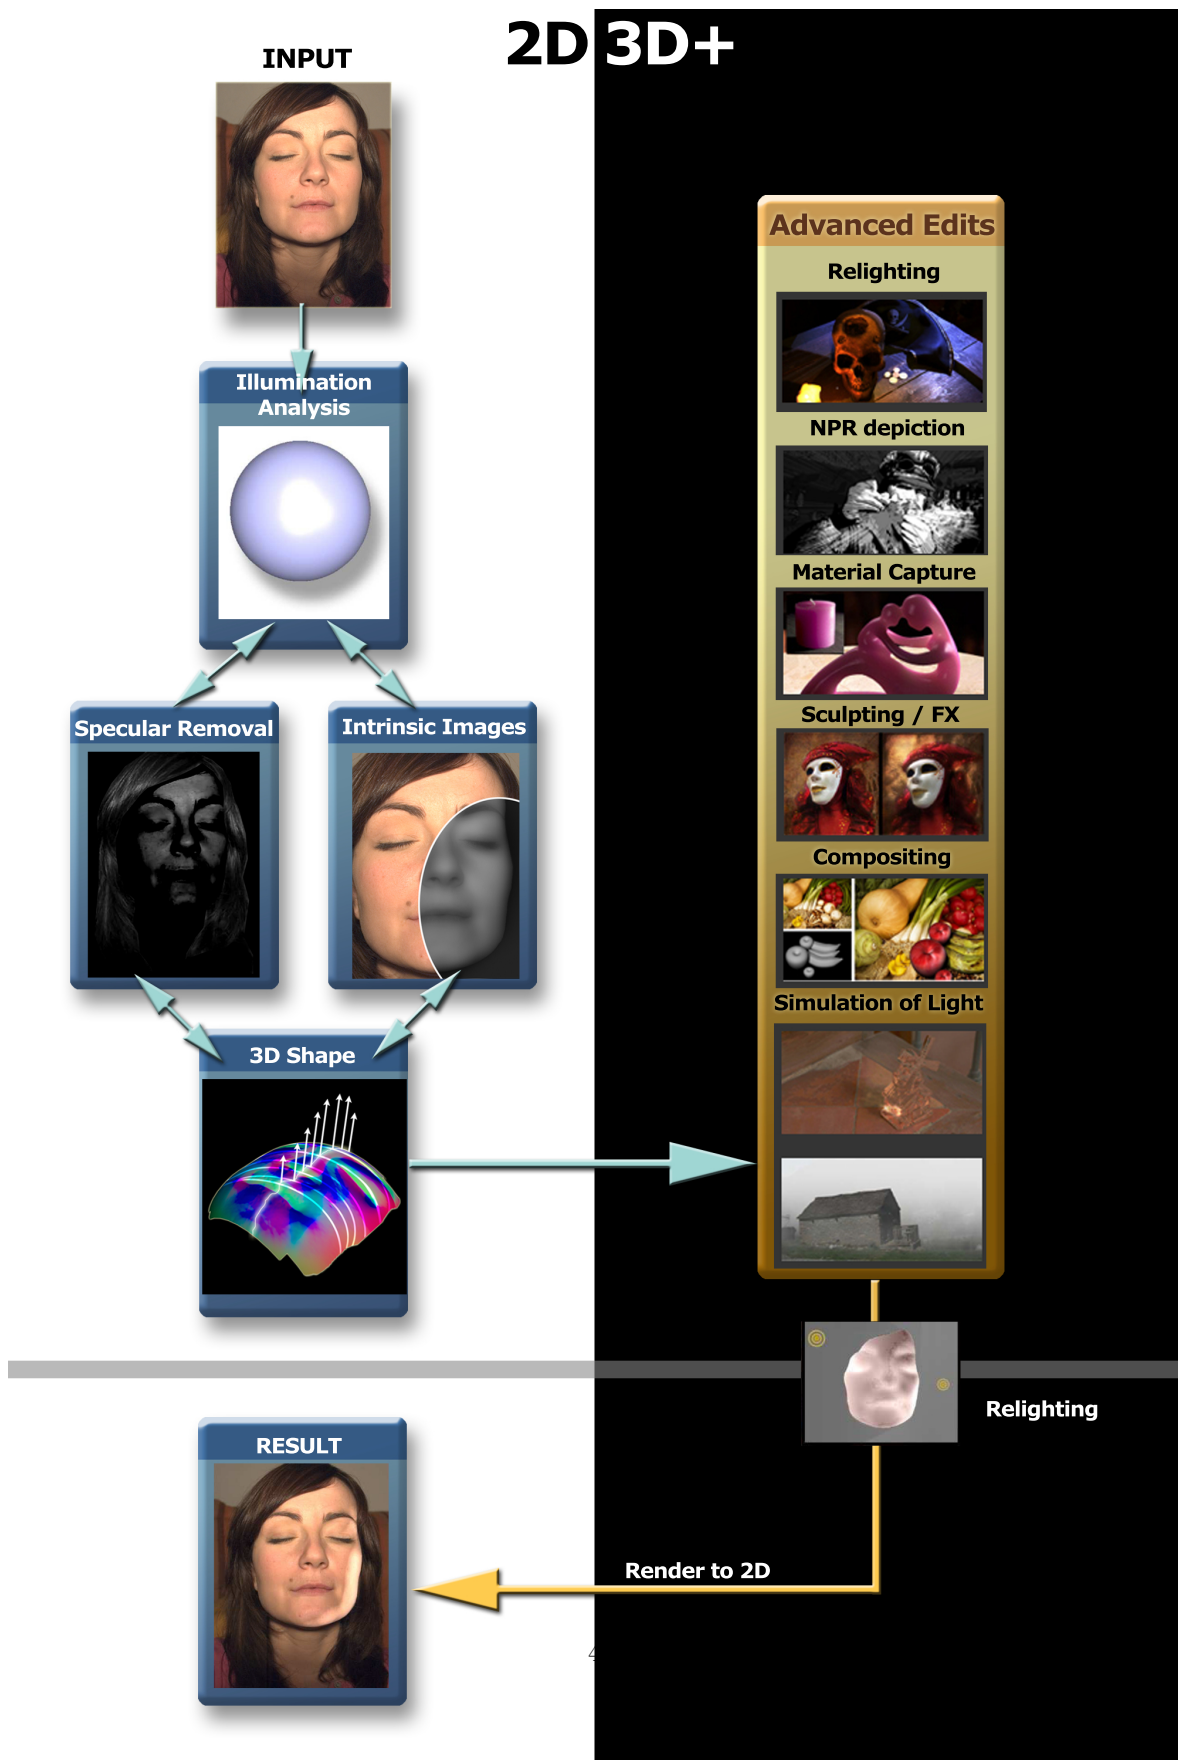 2D 3D+
INPUT
Illumination
Analysis
Specular Removal
Intrinsic Images
3D Shape
Advanced Edits
Relighting
NPR depiction
Material Capture
Sculpting / FX
Compositing
Simulation of Light
Relighting
RESULT
Render to 2D